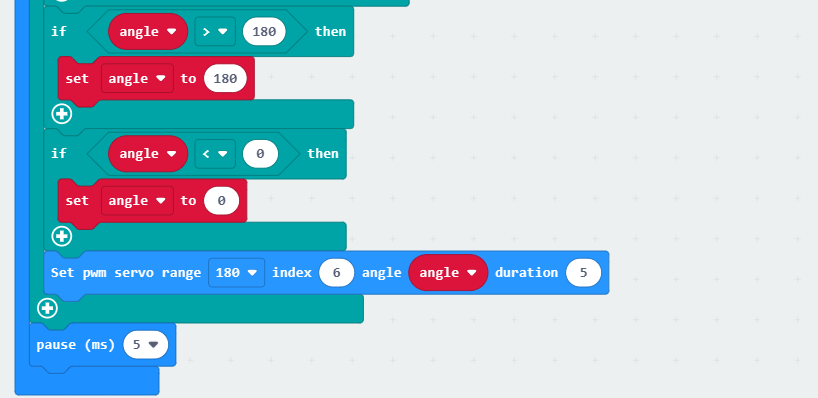 if angle > 180 then
set angle to 180
if angle < 0 then
set angle to 0
Set pwm servo range 180 index 6 angle angle duration 5
pause (ms) 5